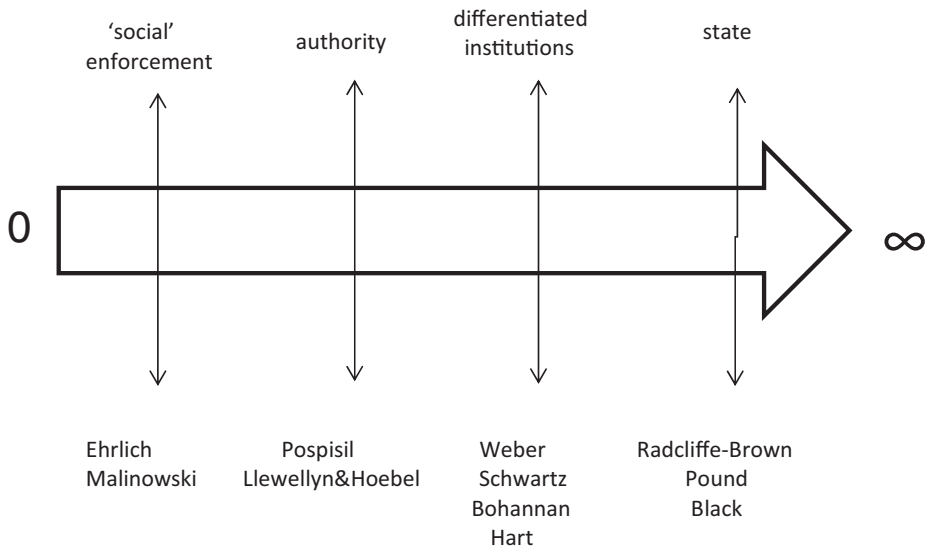 ‘social’
enforcement
authority
differentiated
institutions
state
0
∞
Ehrlich
Malinowski
Pospisil
Llewellyn&Hoebel
Weber
Schwartz
Bohannan
Hart
Radcliffe-Brown
Pound
Black